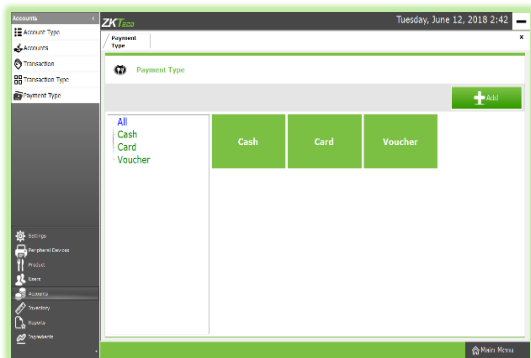 Accounts
Account Type
Accounts
Transaction
Transaction Type
Payment Type
Settings
Peripheral Devices
Product
Users
Accounts
Inventory
Reports
Ingredients
ZKTeco
Tuesday, June 12, 2018 2:42
Payment
Type
x
Payment Type
Add
All
Cash
Card
Voucher
Cash
Card
Voucher
Main Menu